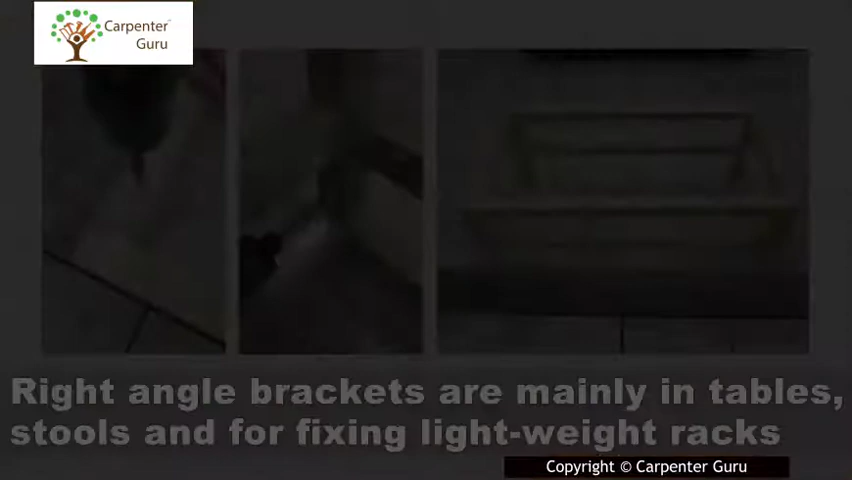 Carpenter
Guru
Right angle brackets are mainly in tables,
stools and for fixing light-weight racks
Copyright © Carpenter Guru